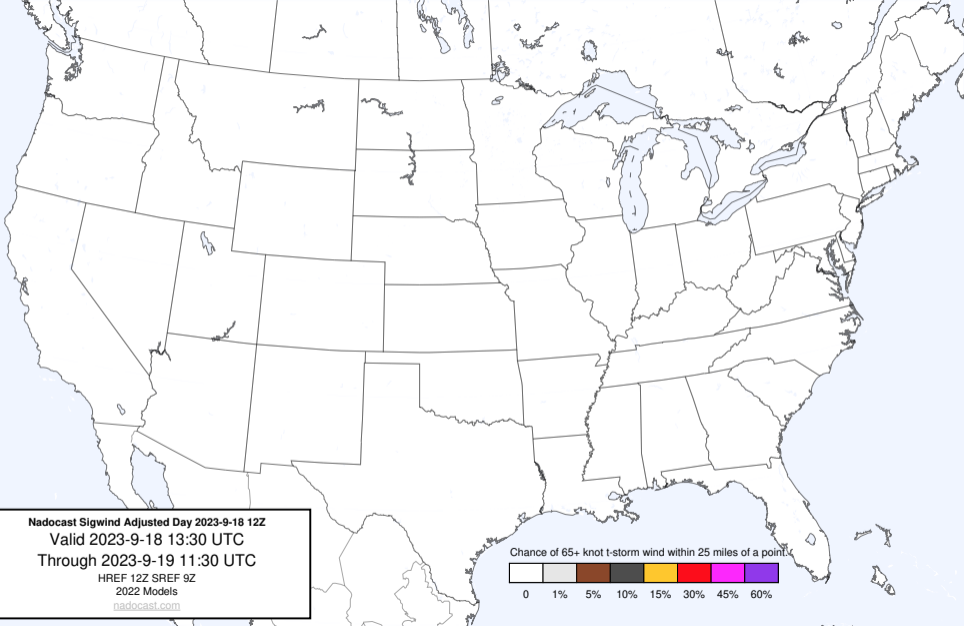 Nadocast Sigwind Adjusted Day 2023-9-18 12Z
Valid 2023-9-18 13:30 UTC
Through 2023-9-19 11:30 UTC
HREF 12Z SREF 9Z
2022 Models
nadocast.com
Chance of 65+ knot t-storm wind within 25 miles of a point.
0 1% 5% 10% 15% 30% 45% 60%